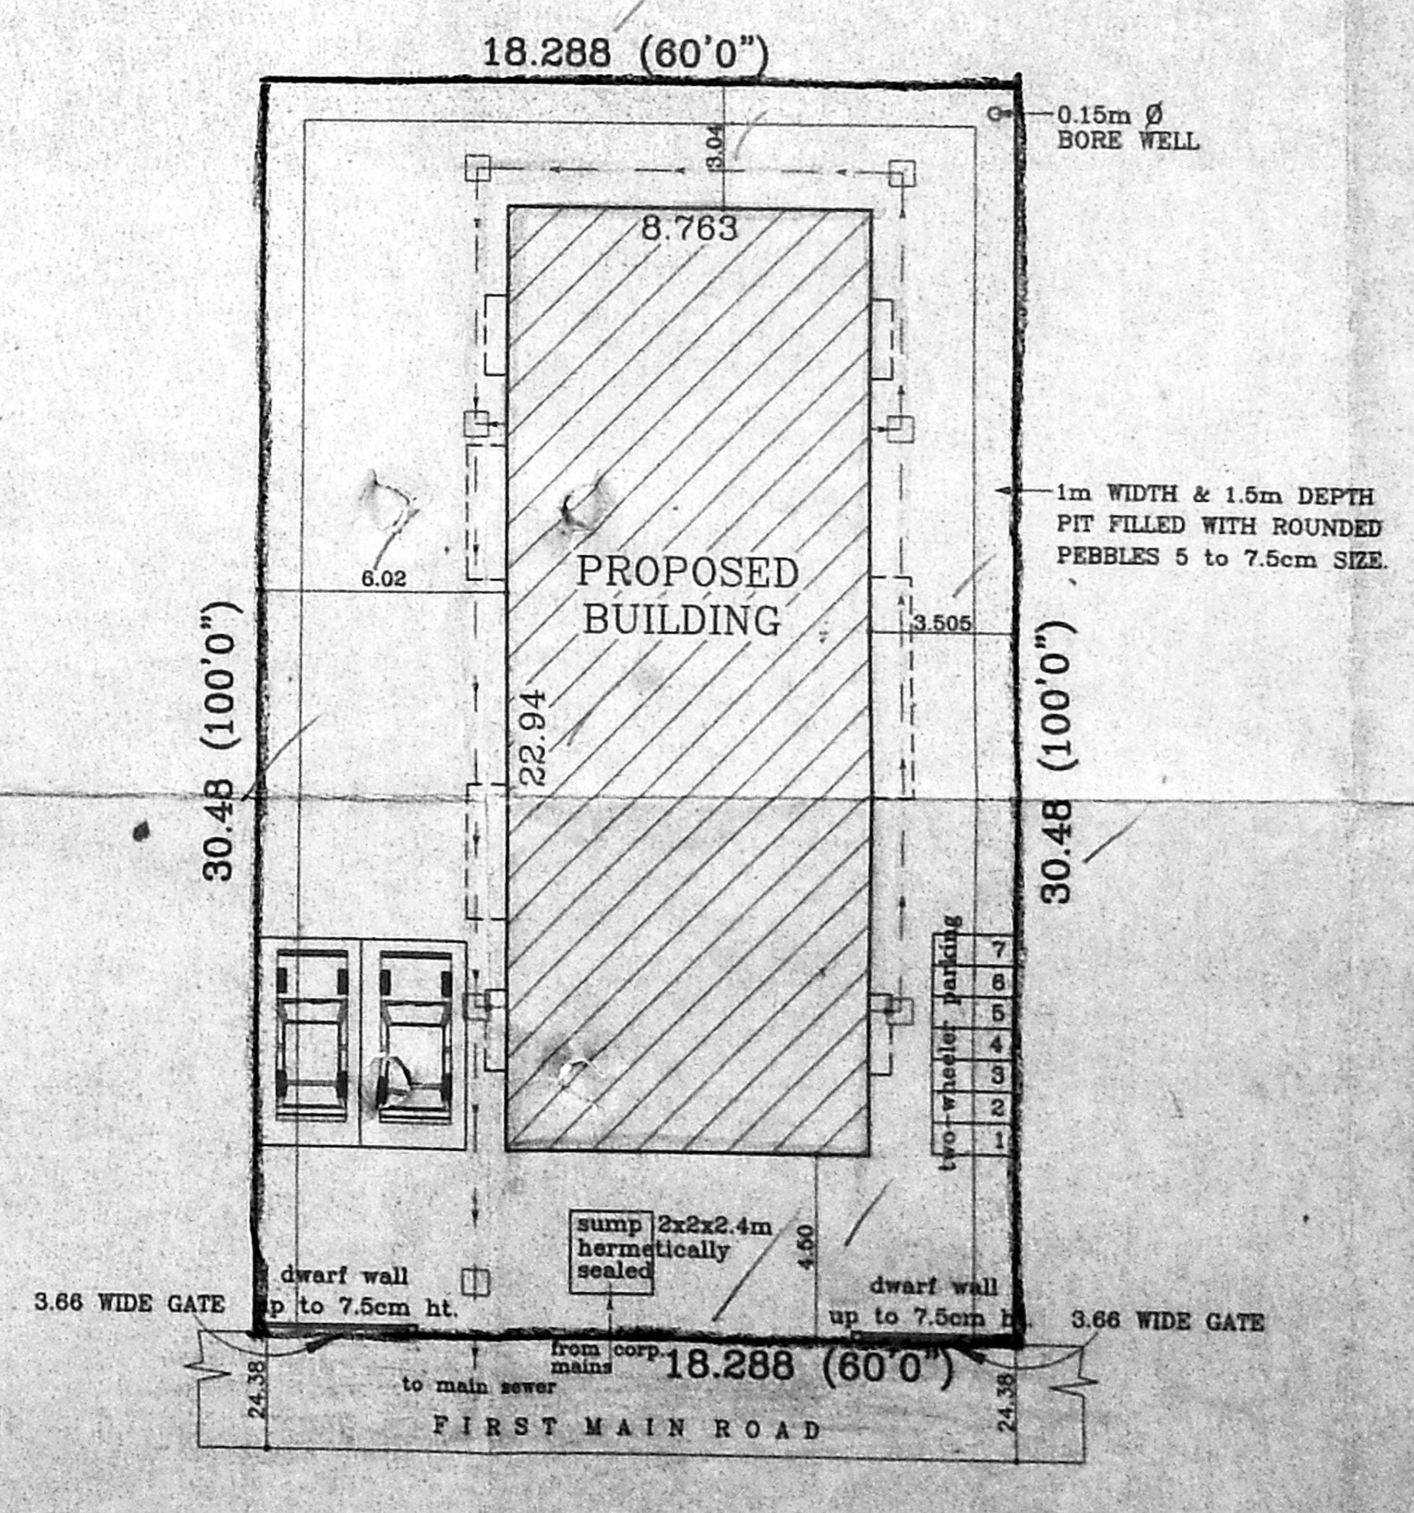 18.288 (60'0")
0.15m Ø
BORE WELL
3.04
8.763
1m WIDTH & 1.5m DEPTH
PIT FILLED WITH ROUNDED
PEBBLES 5 to 7.5cm SIZE.
6.02
PROPOSED
BUILDING
3.505
30.48 (100'0")
22.94
30.48 (100'0")
two-wheeler parking
7
6
5
4
3
2
1
sump 2x2x2.4m
hermetically
sealed
4.50
dwarf wall
up to 7.5cm ht.
dwarf wall
up to 7.5cm ht.
3.66 WIDE GATE
3.66 WIDE GATE
from corp.
mains
18.288 (60'0")
to main sewer
24.38
24.38
FIRST MAIN ROAD